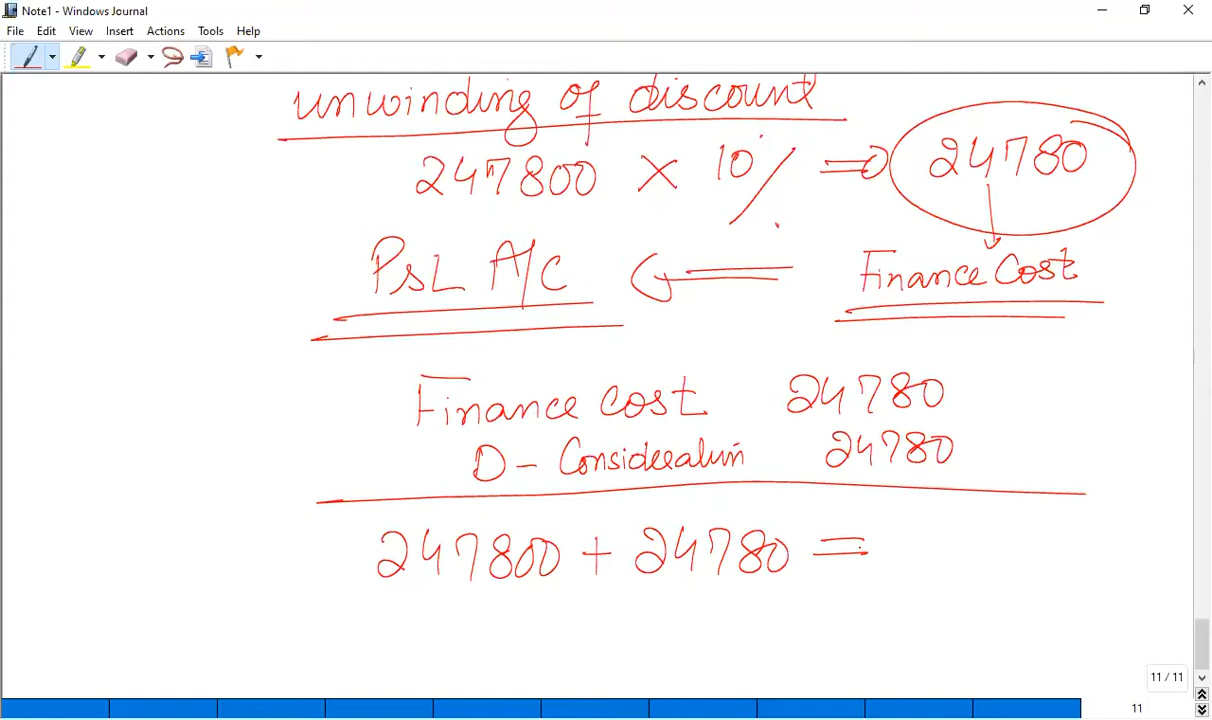 Note1 - Windows Journal
File Edit View Insert Actions Tools Help
unwinding of discount
247800 × 10% ⇒ 24780
PsL A/C ⇐ Finance Cost
Finance cost 24780
D - Consideration 24780
247800 + 24780 =
11 / 11
11